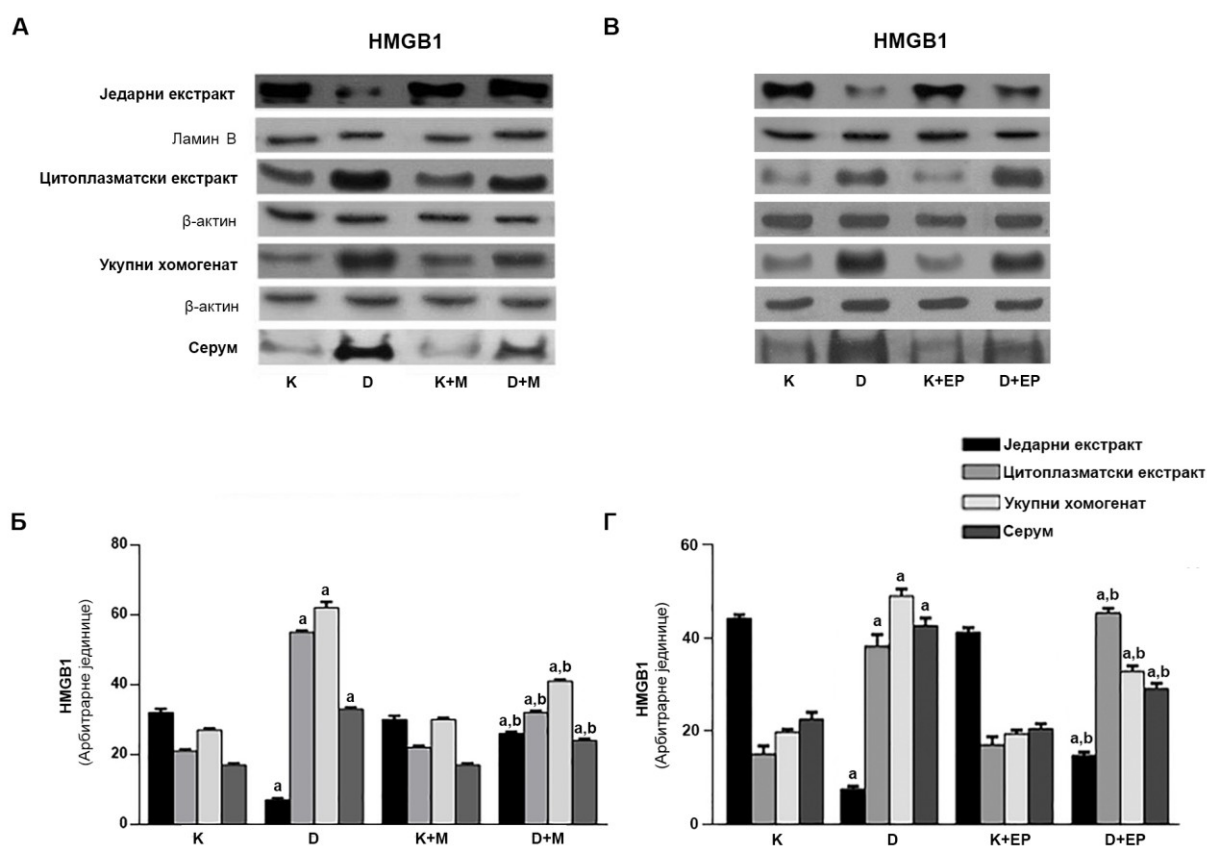 А
HMGB1
Једарни екстракт
Ламин В
Цитоплазматски екстракт
β-актин
Укупни хомогенат
β-актин
Серум
K
D
K+M
D+M
В
HMGB1
K
D
K+EP
D+EP
Једарни екстракт
Цитоплазматски екстракт
Укупни хомогенат
Серум
Б
HMGB1
(Арбитрарне јединице)
80
60
40
20
0
a
a
a
a
a,b
a,b
a,b
a,b
K
D
K+M
D+M
Г
HMGB1
(Арбитрарне јединице)
60
40
20
0
a
a
a
a
a,b
a,b
a,b
a,b
K
D
K+EP
D+EP